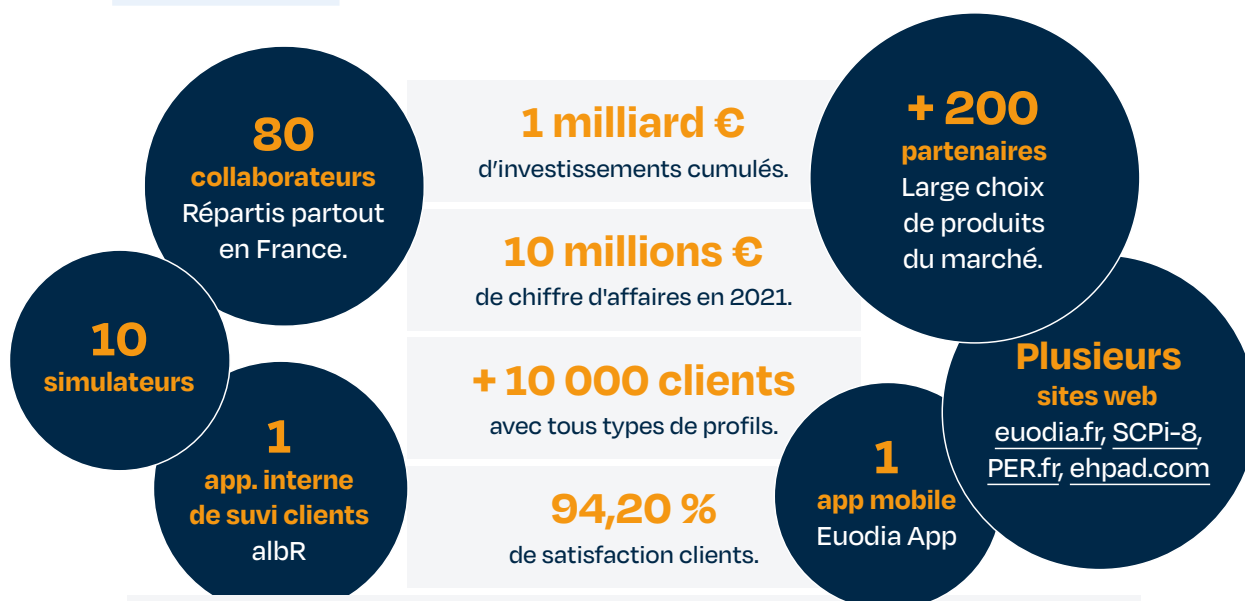 80
collaborateurs
Répartis partout
en France.
10
simulateurs
1
app. interne
de suvi clients
albR
1 milliard €
d’investissements cumulés.
10 millions €
de chiffre d'affaires en 2021.
+ 10 000 clients
avec tous types de profils.
94,20 %
de satisfaction clients.
+ 200
partenaires
Large choix
de produits
du marché.
Plusieurs
sites web
euodia.fr, SCPi-8,
PER.fr, ehpad.com
1
app mobile
Euodia App